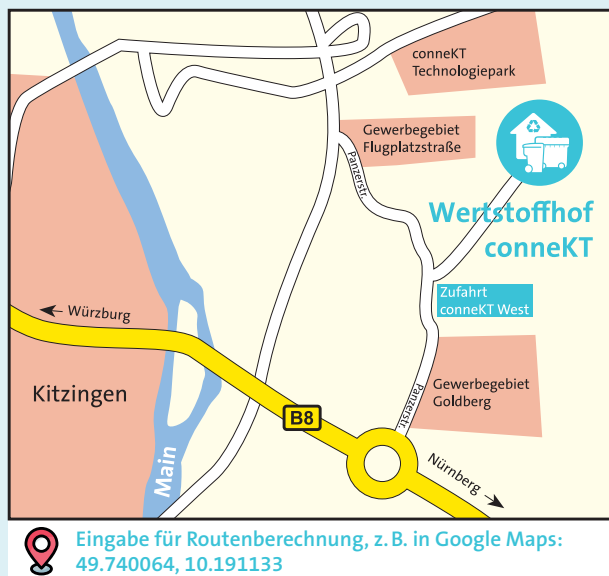 conneKT
Technologiepark
Gewerbegebiet
Flugplatzstraße
Panzerstr.
Wertstoffhof
conneKT
Zufahrt
conneKT West
Würzburg
Kitzingen
Gewerbegebiet
Goldberg
Panzerstr.
B8
Main
Nürnberg
Eingabe für Routenberechnung, z. B. in Google Maps:
49.740064, 10.191133